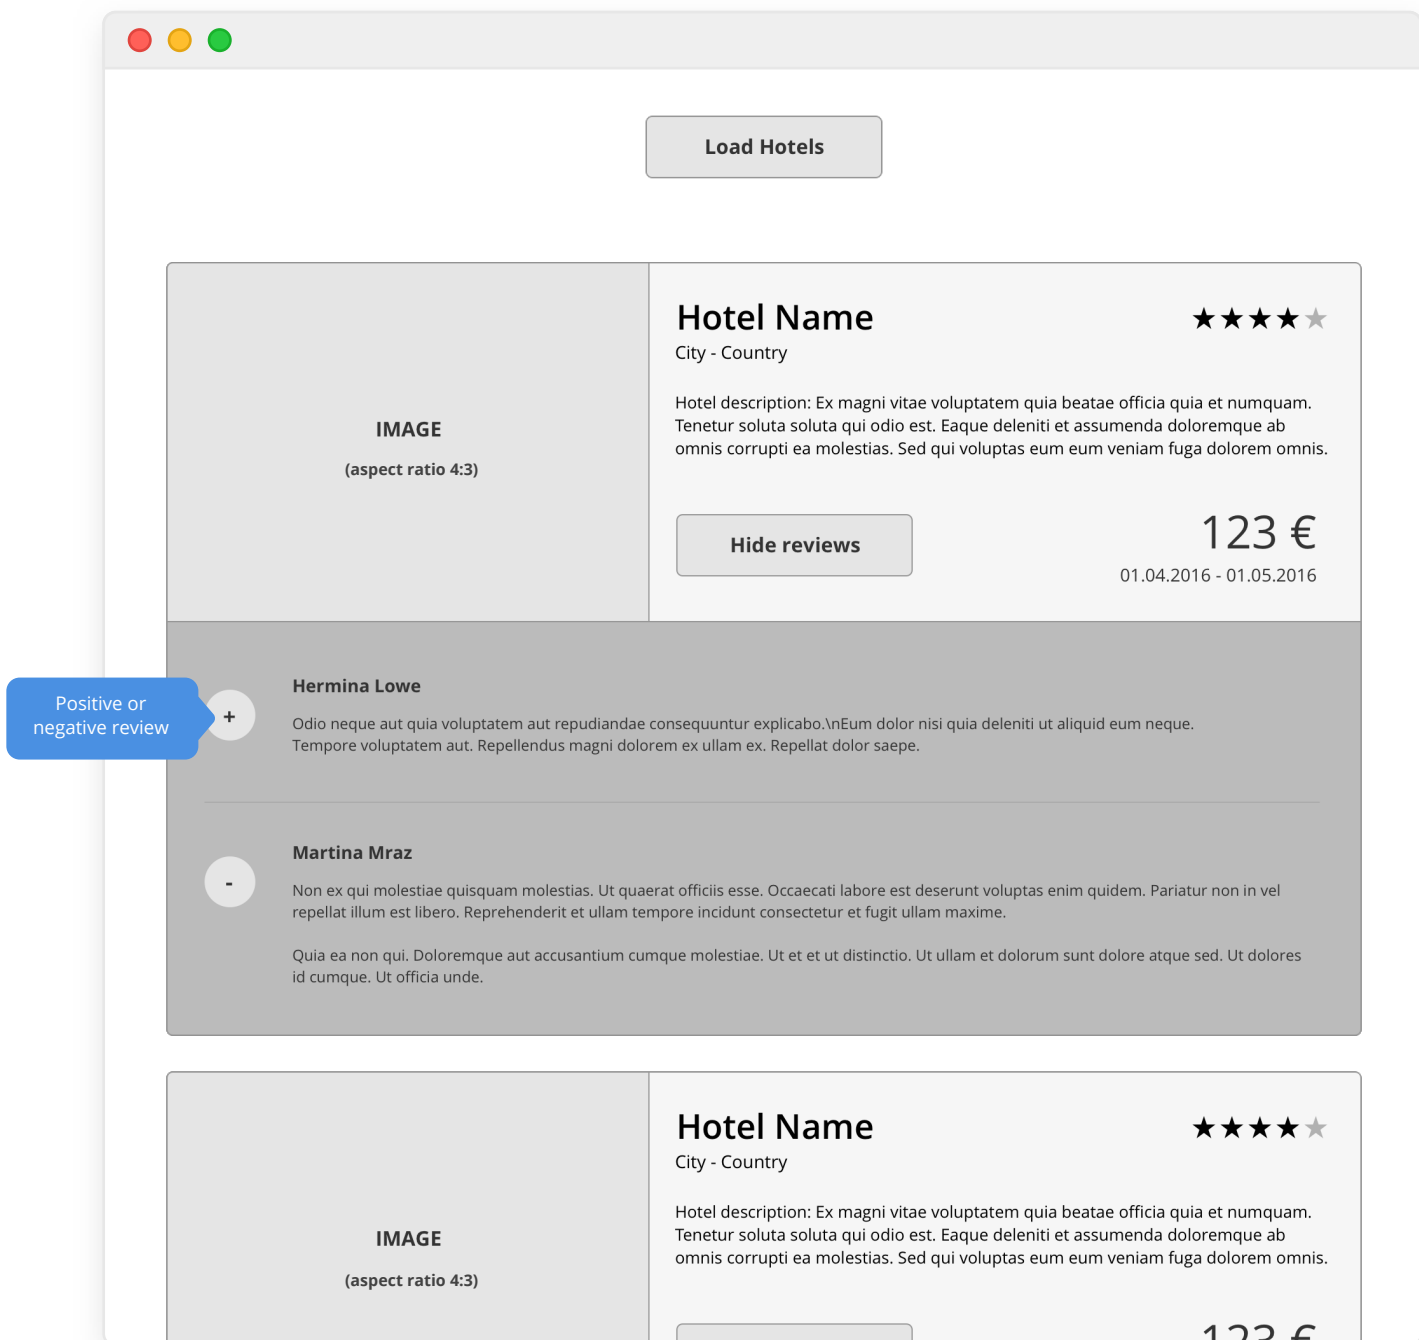 Load Hotels
IMAGE
(aspect ratio 4:3)
Hotel Name
★★★★★
City - Country
Hotel description: Ex magni vitae voluptatem quia beatae officia quia et numquam.
Tenetur soluta soluta qui odio est. Eaque deleniti et assumenda doloremque ab
omnis corrupti ea molestias. Sed qui voluptas eum eum veniam fuga dolorem omnis.
Hide reviews
123 €
01.04.2016 - 01.05.2016
Positive or
negative review
+
Hermina Lowe
Odio neque aut quia voluptatem aut repudiandae consequuntur explicabo.\nEum dolor nisi quia deleniti ut aliquid eum neque.
Tempore voluptatem aut. Repellendus magni dolorem ex ullam ex. Repellat dolor saepe.
-
Martina Mraz
Non ex qui molestiae quisquam molestias. Ut quaerat officiis esse. Occaecati labore est deserunt voluptas enim quidem. Pariatur non in vel
repellat illum est libero. Reprehenderit et ullam tempore incidunt consectetur et fugit ullam maxime.
Quia ea non qui. Doloremque aut accusantium cumque molestiae. Ut et et ut distinctio. Ut ullam et dolorum sunt dolore atque sed. Ut dolores
id cumque. Ut officia unde.
IMAGE
(aspect ratio 4:3)
Hotel Name
★★★★★
City - Country
Hotel description: Ex magni vitae voluptatem quia beatae officia quia et numquam.
Tenetur soluta soluta qui odio est. Eaque deleniti et assumenda doloremque ab
omnis corrupti ea molestias. Sed qui voluptas eum eum veniam fuga dolorem omnis.
123 €